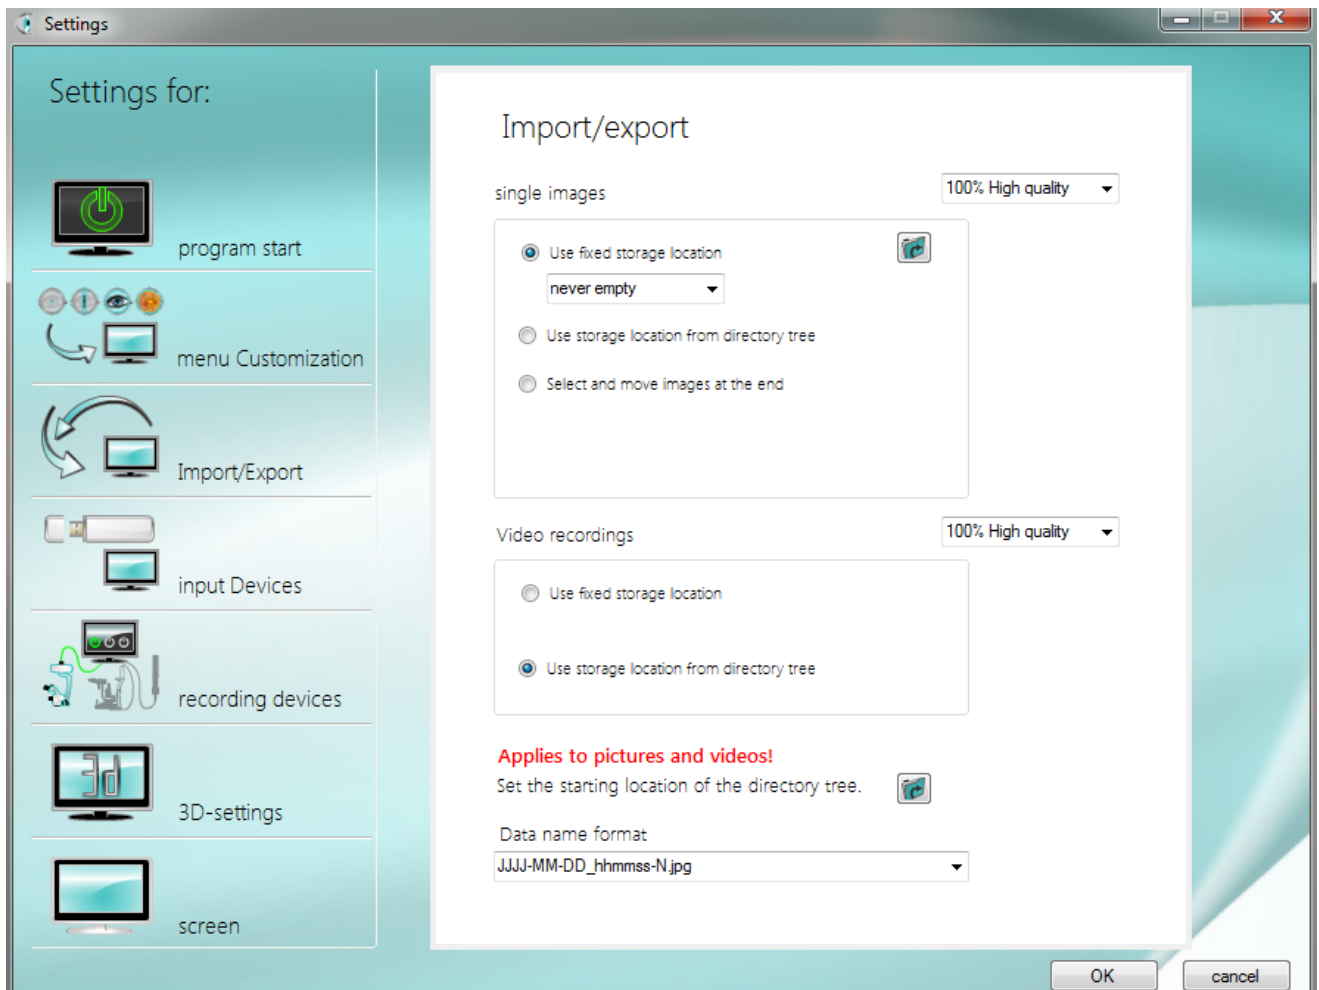 Settings
Settings for:
program start
menu Customization
Import/Export
input Devices
recording devices
3d
3D-settings
screen
Import/export
single images
100% High quality
Use fixed storage location
never empty
Use storage location from directory tree
Select and move images at the end
Video recordings
100% High quality
Use fixed storage location
Use storage location from directory tree
Applies to pictures and videos!
Set the starting location of the directory tree.
Data name format
JJJJ-MM-DD_hhmmss-N.jpg
OK
cancel